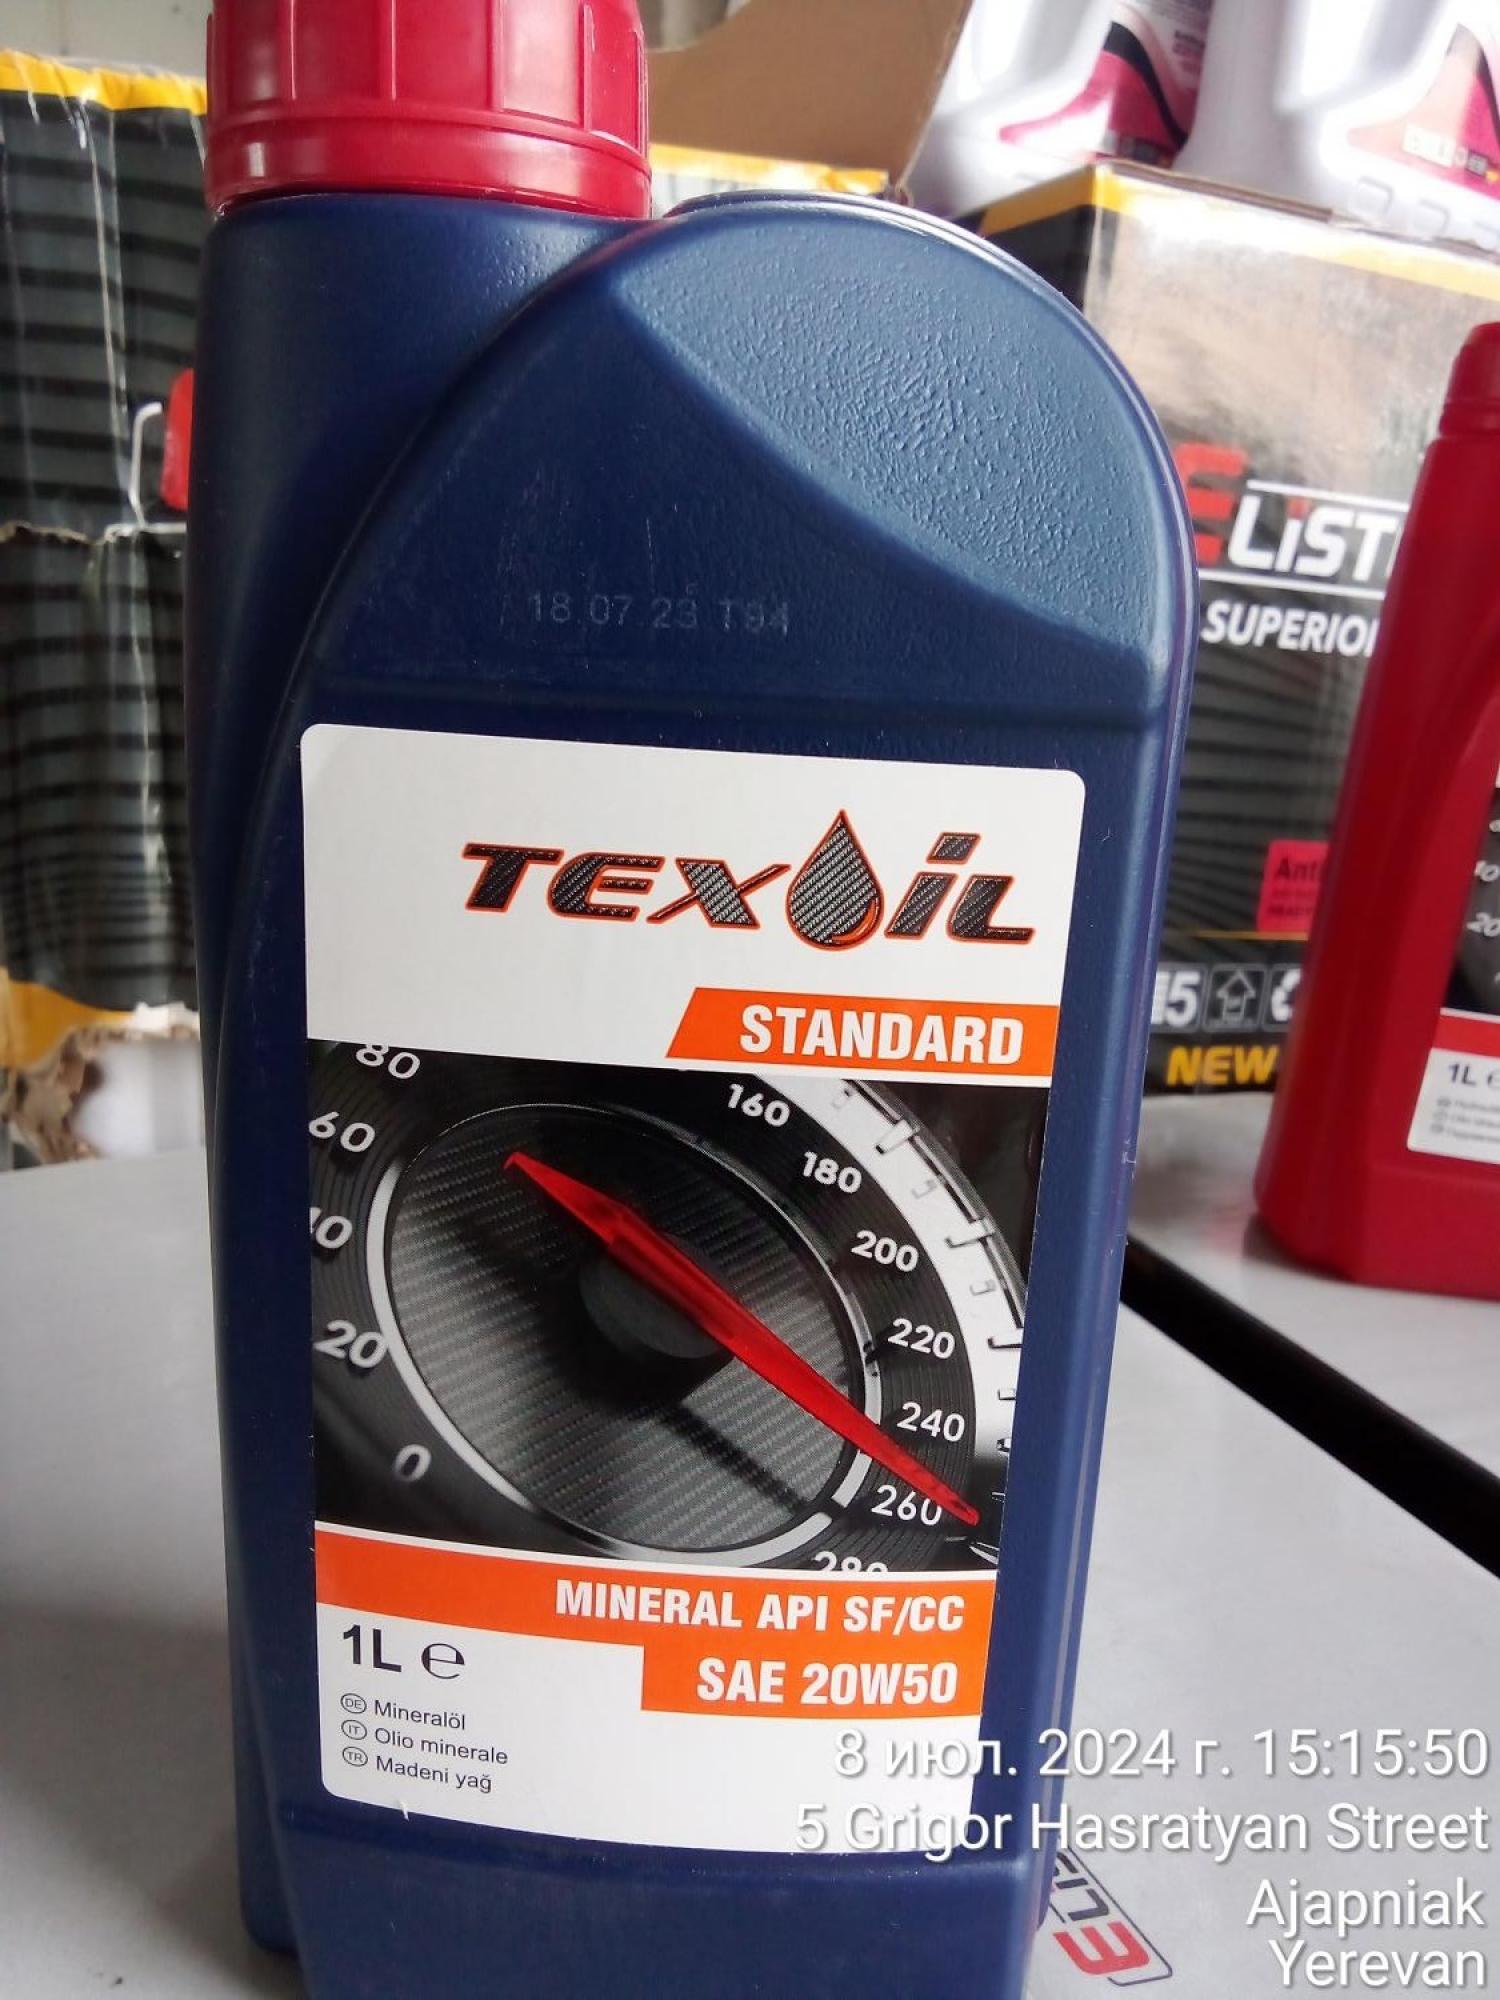 18.07.23 T94
TEXOIL
STANDARD
80
60
20
0
160
180
200
220
240
260
280
MINERAL API SF/CC
SAE 20W50
1L ℮
DE Mineralöl
IT Olio minerale
TR Madeni yağ
SUPERIOR
NEW
1L
8 июл. 2024 г. 15:15:50
5 Grigor Hasratyan Street
Ajapniak
Yerevan